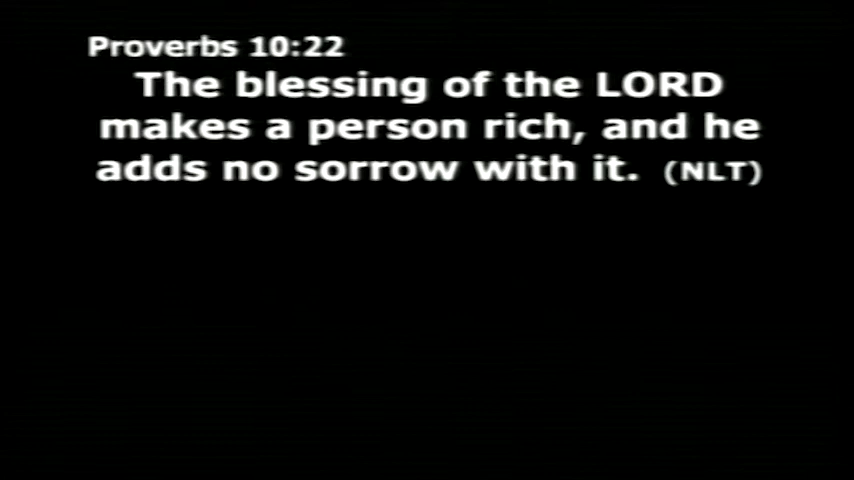 Proverbs 10:22
The blessing of the LORD
makes a person rich, and he
adds no sorrow with it. (NLT)